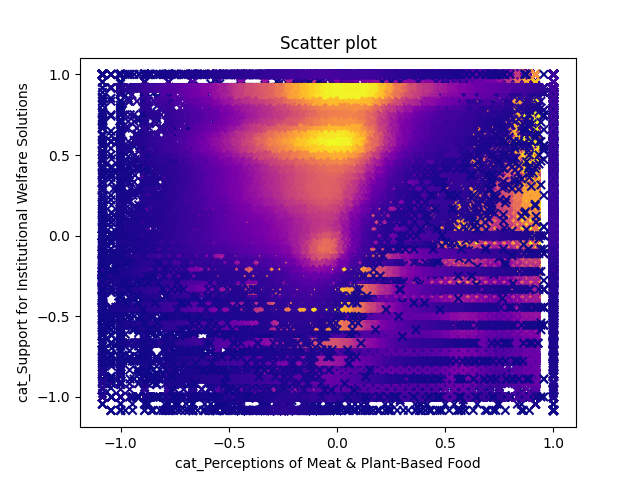 Scatter plot
cat_Support for Institutional Welfare Solutions
1.0
0.5
0.0
−0.5
−1.0
−1.0 −0.5 0.0 0.5 1.0
cat_Perceptions of Meat & Plant-Based Food